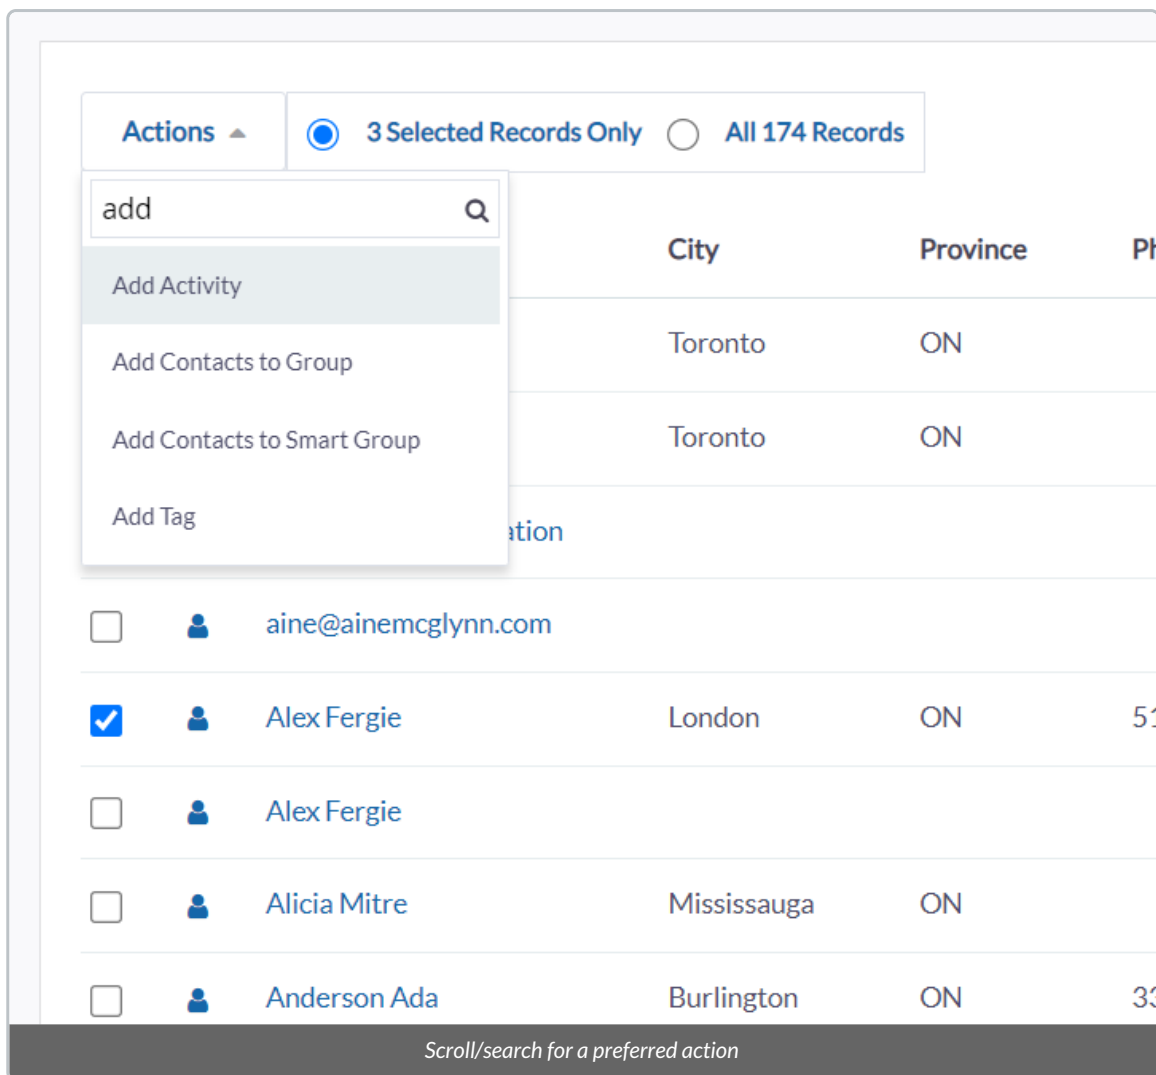 Actions 3 Selected Records Only All 174 Records
add
City Province
Add Activity
Toronto ON
Add Contacts to Group
Toronto ON
Add Contacts to Smart Group
Add Tag
aine@ainemcglynn.com
Alex Fergie London ON
Alex Fergie
Alicia Mitre Mississauga ON
Anderson Ada Burlington ON
Scroll/search for a preferred action